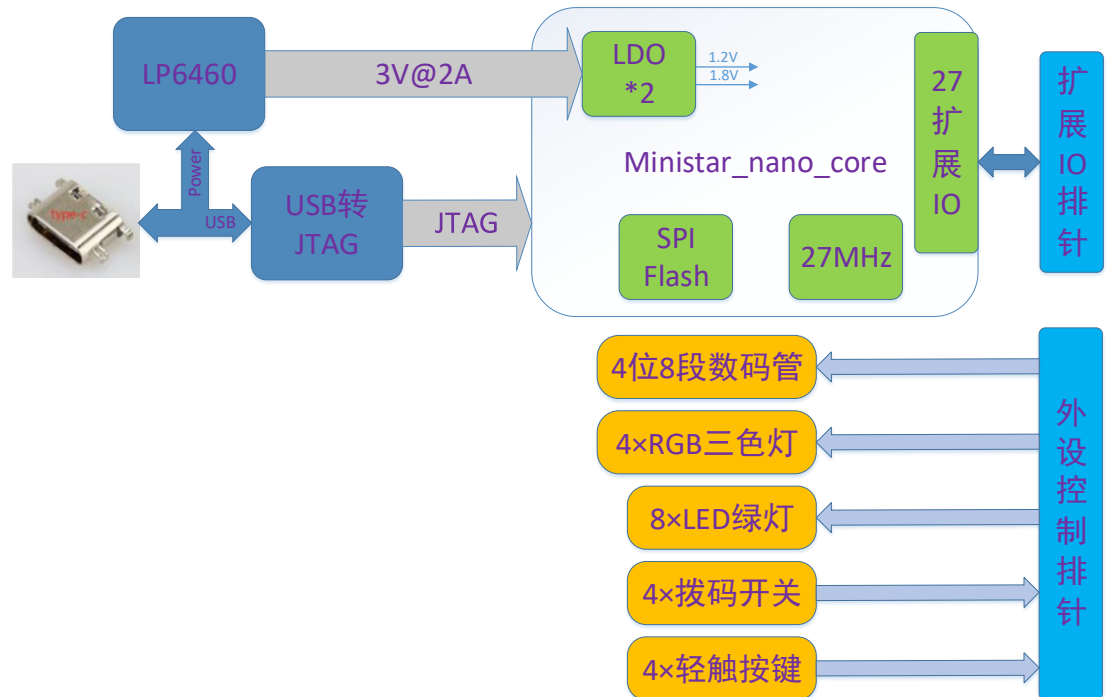 LP6460
3V@2A
LDO
*2
1.2V
1.8V
27
扩
展
IO
扩
展
IO
排
针
Power
type-c
USB
USB转
JTAG
JTAG
Ministar_nano_core
SPI
Flash
27MHz
4位8段数码管
4×RGB三色灯
8×LED绿灯
4×拨码开关
4×轻触按键
外
设
控
制
排
针